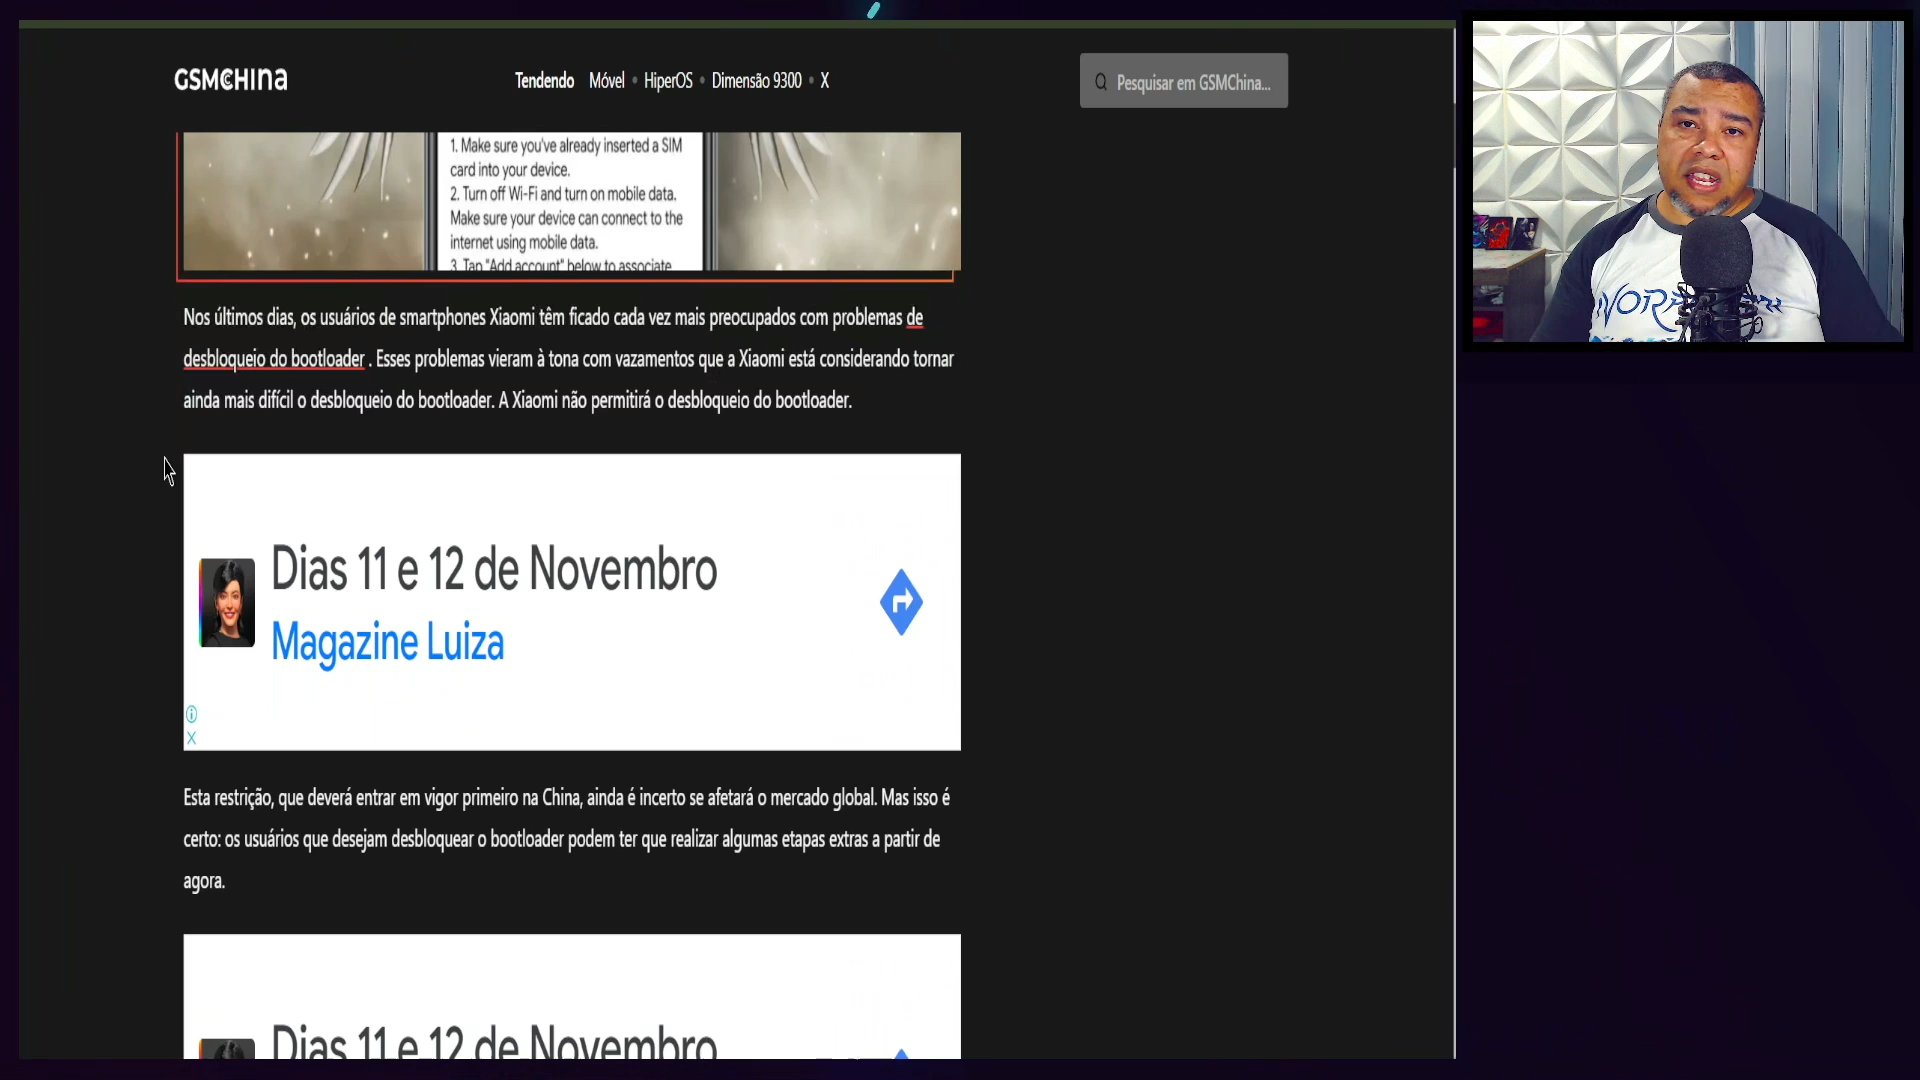 GSMCHINA
Tendendo Móvel • HiperOS • Dimensão 9300 • X
Pesquisar em GSMChina...
1. Make sure you've already inserted a SIM
card into your device.
2. Turn off Wi-Fi and turn on mobile data.
Make sure your device can connect to the
internet using mobile data.
3. Tap "Add account" below to associate
Nos últimos dias, os usuários de smartphones Xiaomi têm ficado cada vez mais preocupados com problemas de
desbloqueio do bootloader . Esses problemas vieram à tona com vazamentos que a Xiaomi está considerando tornar
ainda mais difícil o desbloqueio do bootloader. A Xiaomi não permitirá o desbloqueio do bootloader.
Dias 11 e 12 de Novembro
Magazine Luiza
Esta restrição, que deverá entrar em vigor primeiro na China, ainda é incerto se afetará o mercado global. Mas isso é
certo: os usuários que desejam desbloquear o bootloader podem ter que realizar algumas etapas extras a partir de
agora.
Dias 11 e 12 de Novembro